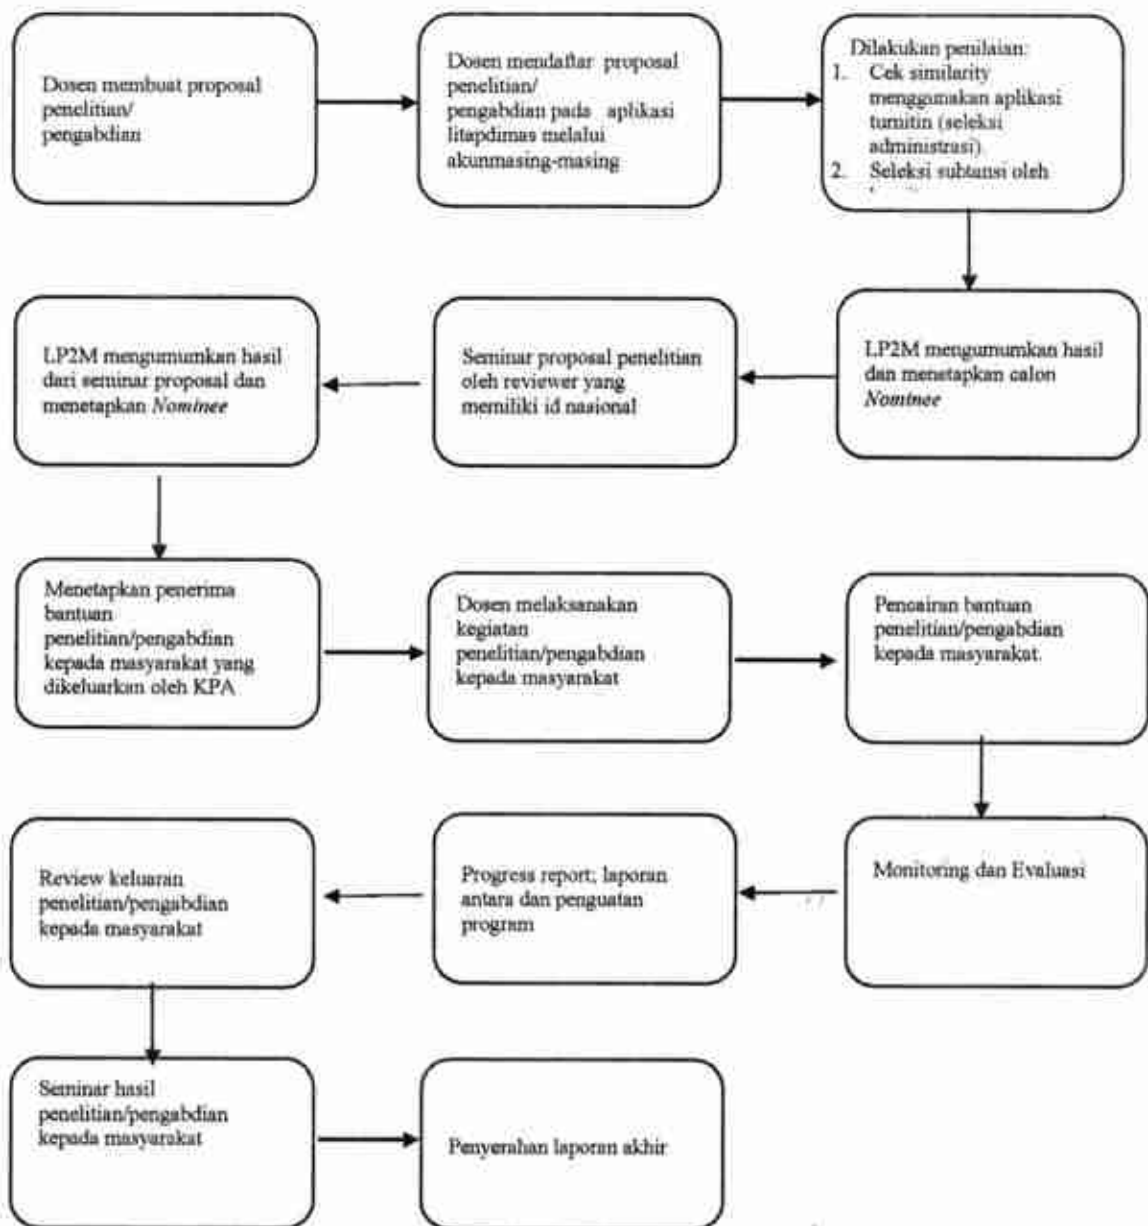 Dosen membuat proposal
penelitian/
pengabdian
Dosen mendaftar proposal
penelitian/
pengabdian pada aplikasi
litapdimas melalui
akunmasing-masing
Dilakukan penilaian:
1. Cek similarity
menggunakan aplikasi
turnitin (seleksi
administrasi).
2. Seleksi subtansi oleh
LP2M mengumumkan hasil
dan menetapkan calon
Nominee
Seminar proposal penelitian
oleh reviewer yang
memiliki id nasional
LP2M mengumumkan hasil
dari seminar proposal dan
menetapkan Nominee
Menetapkan penerima
bantuan
penelitian/pengabdian
kepada masyarakat yang
dikeluarkan oleh KPA
Dosen melaksanakan
kegiatan
penelitian/pengabdian
kepada masyarakat
Pencairan bantuan
penelitian/pengabdian
kepada masyarakat.
Monitoring dan Evaluasi
Progress report; laporan
antara dan penguatan
program
Review keluaran
penelitian/pengabdian
kepada masyarakat
Seminar hasil
penelitian/pengabdian
kepada masyarakat
Penyerahan laporan akhir